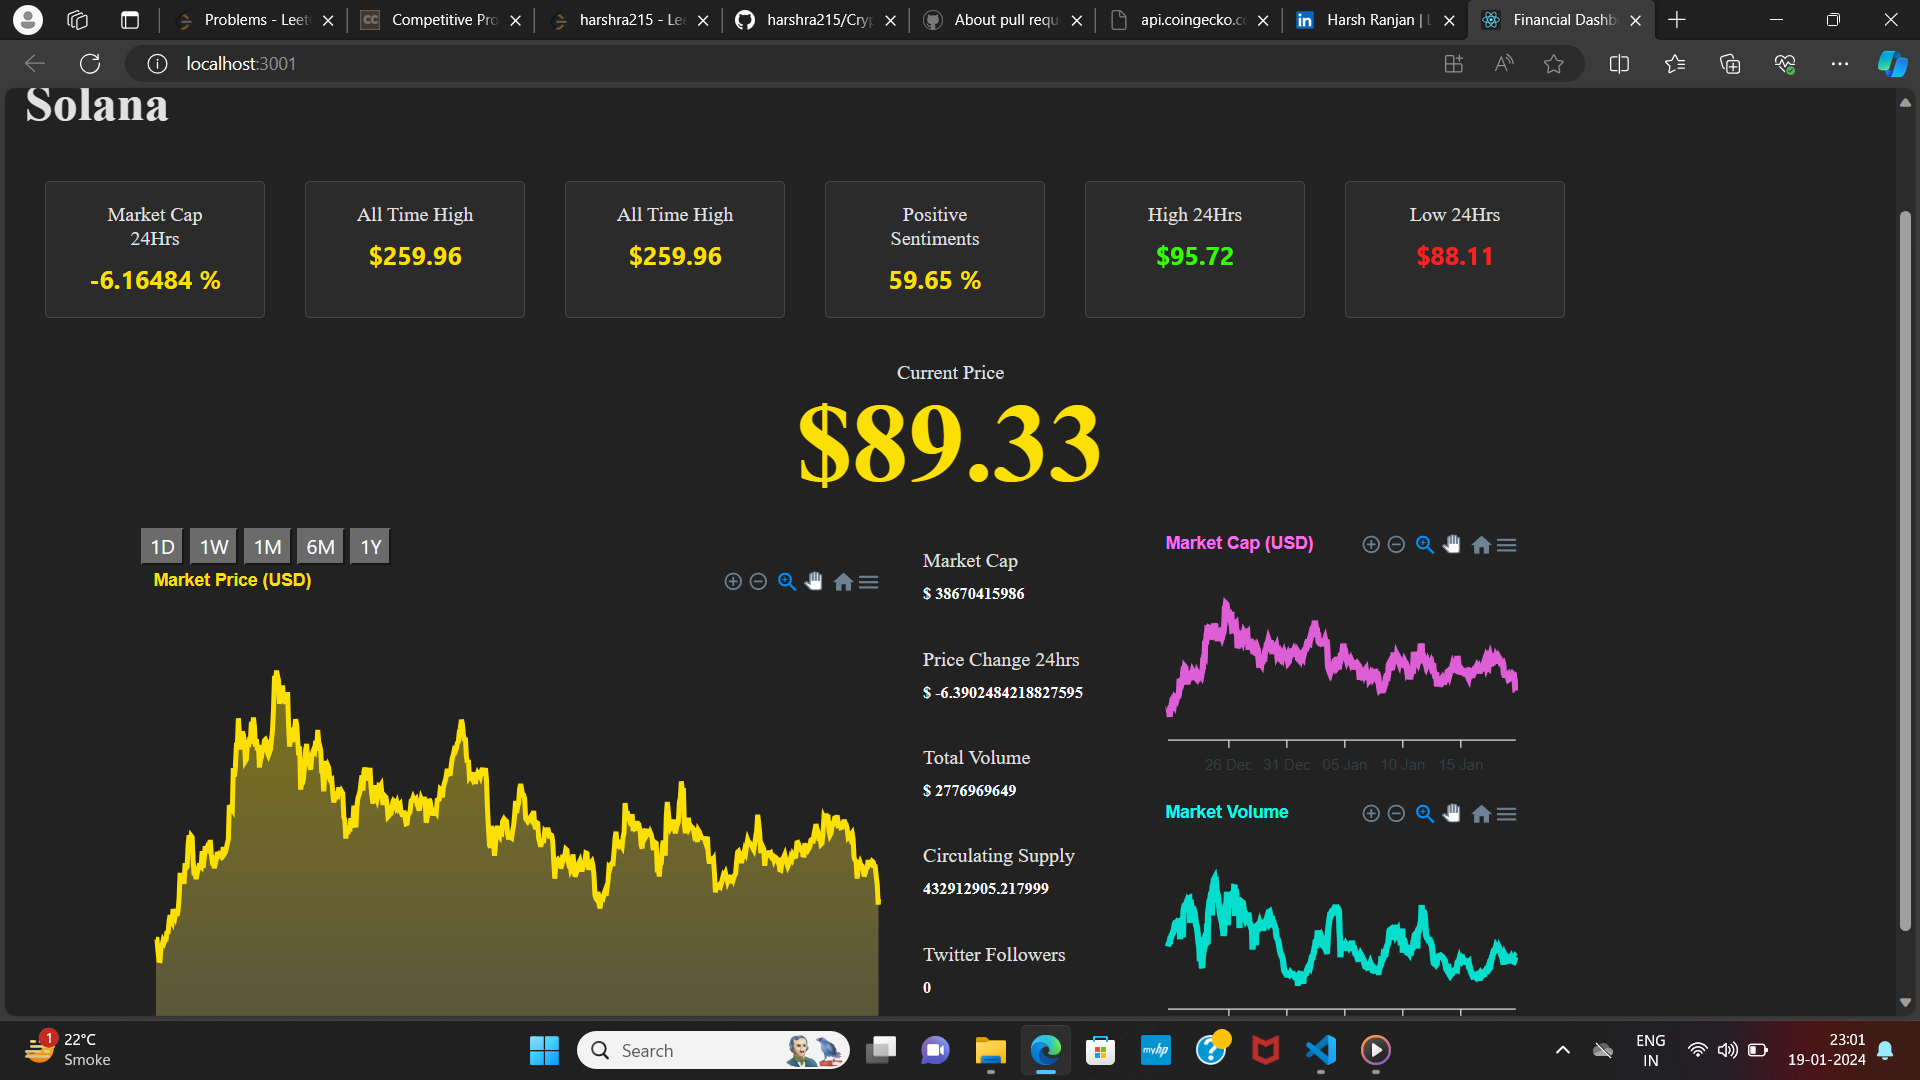 Problems - Leet
Competitive Pro
harshra215 - Le
harshra215/Cryp
About pull requ
api.coingecko.c
Harsh Ranjan | L
Financial Dashb
localhost:3001
Solana
Market Cap
24Hrs
-6.16484 %
All Time High
$259.96
All Time High
$259.96
Positive
Sentiments
59.65 %
High 24Hrs
$95.72
Low 24Hrs
$88.11
Current Price
$89.33
1D 1W 1M 6M 1Y
Market Price (USD)
Market Cap
$ 38670415986
Price Change 24hrs
$ -6.3902484218827595
Total Volume
$ 2776969649
Circulating Supply
432912905.217999
Twitter Followers
0
Market Cap (USD)
26 Dec 31 Dec 05 Jan 10 Jan 15 Jan
Market Volume
1
22°C
Smoke
Search
myhp
ENG
IN
23:01
19-01-2024